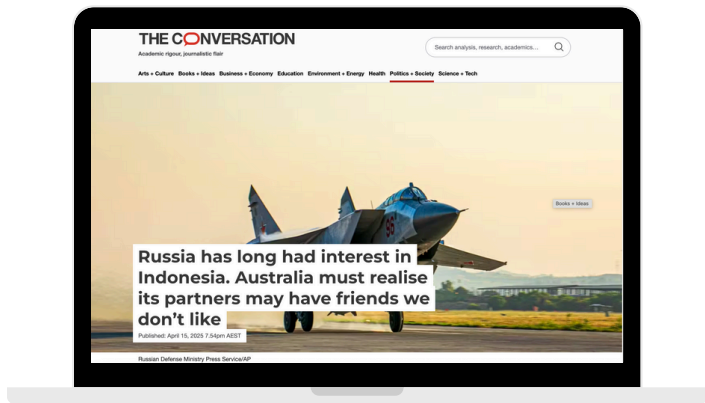 THE CONVERSATION
Academic rigour, journalistic flair
Search analysis, research, academics...
Arts + Culture Books + Ideas Business + Economy Education Environment + Energy Health Politics + Society Science + Tech
96
Books + Ideas
Russia has long had interest in
Indonesia. Australia must realise
its partners may have friends we
don't like
Published: April 15, 2025 7.54pm AEST
Russian Defense Ministry Press Service/AP